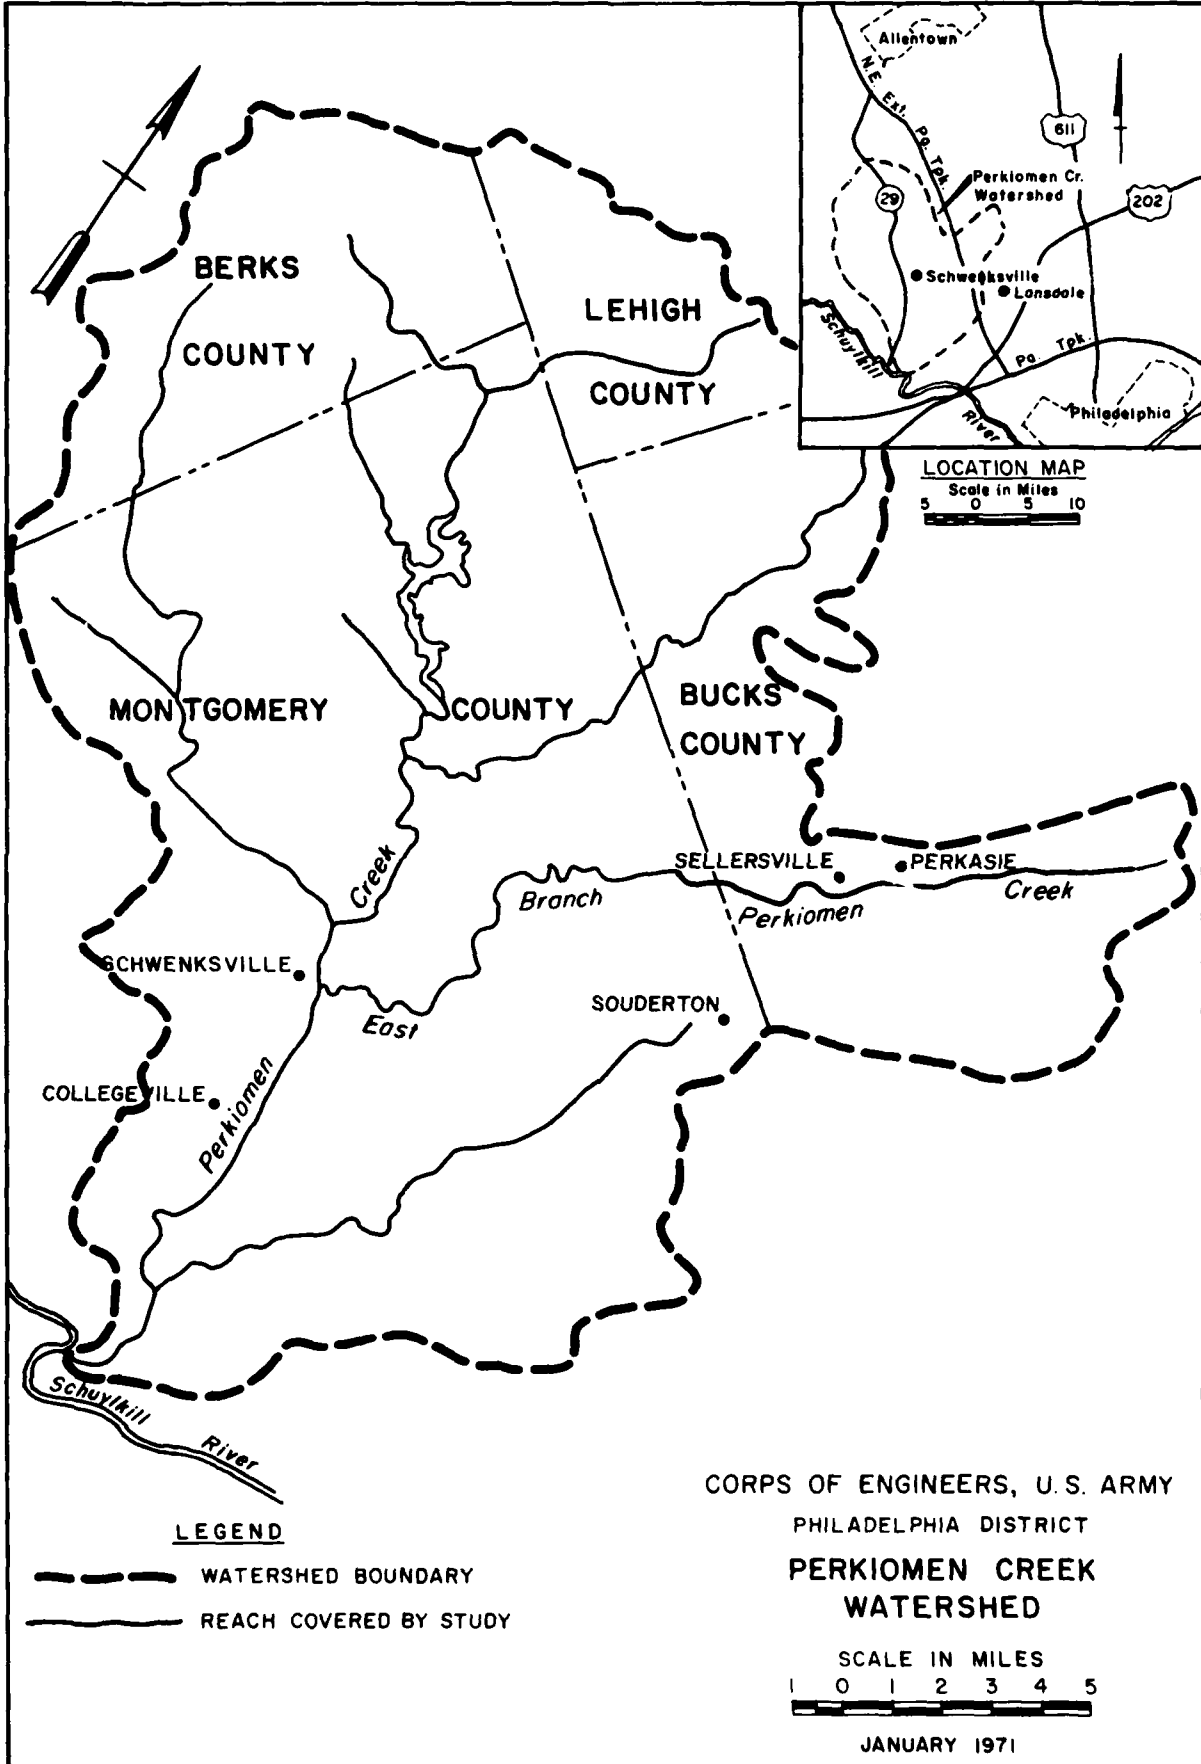 Allentown
N.E. Ext. Pa. Tpk.
611
Perkiomen Cr.
Watershed
29
202
Schwenksville
Lansdale
Schuylkill
River
Pa. Tpk.
Philadelphia
LOCATION MAP
Scale in Miles
5 0 5 10
BERKS
COUNTY
LEHIGH
COUNTY
MONTGOMERY COUNTY
BUCKS
COUNTY
SELLERSVILLE
PERKASIE
Creek
Branch
Perkiomen
Creek
SCHWENKSVILLE
SOUDERTON
East
COLLEGEVILLE
Perkiomen
Schuylkill
River
LEGEND
WATERSHED BOUNDARY
REACH COVERED BY STUDY
CORPS OF ENGINEERS, U.S. ARMY
PHILADELPHIA DISTRICT
PERKIOMEN CREEK
WATERSHED
SCALE IN MILES
1 0 1 2 3 4 5
JANUARY 1971